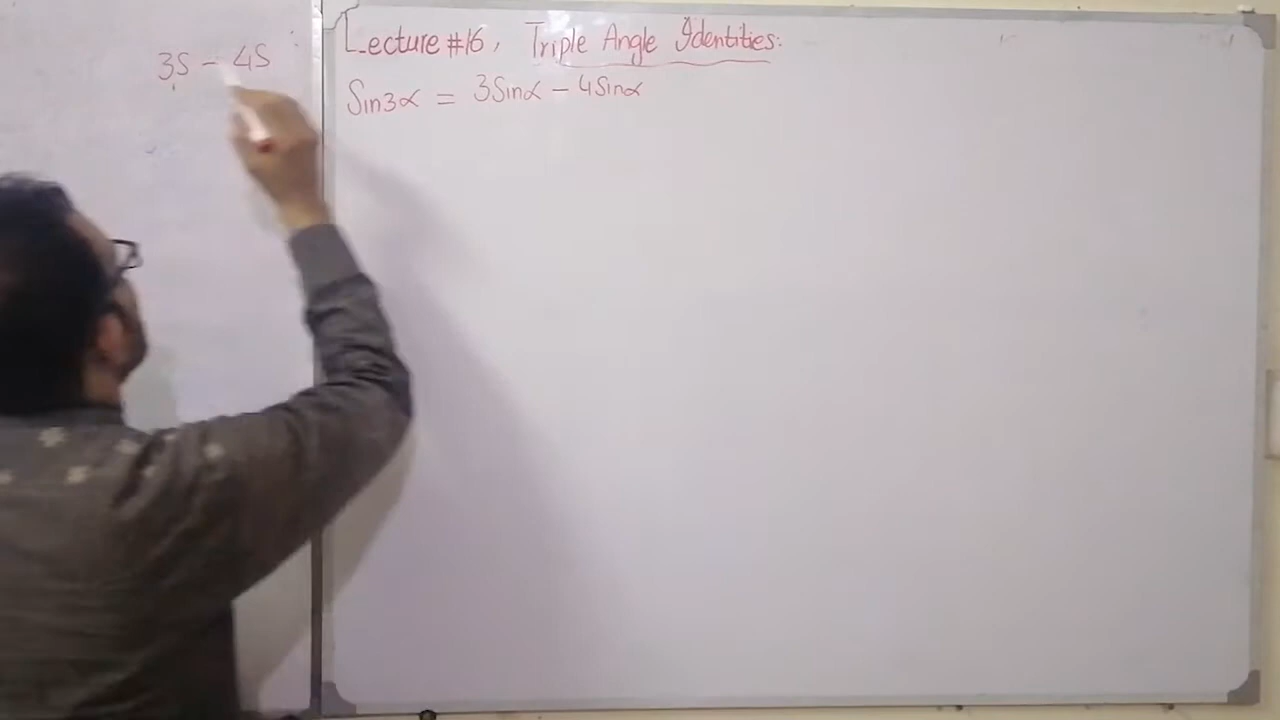 3S - 4S
Lecture #16, Triple Angle Identities:
Sin3α = 3Sinα - 4Sinα